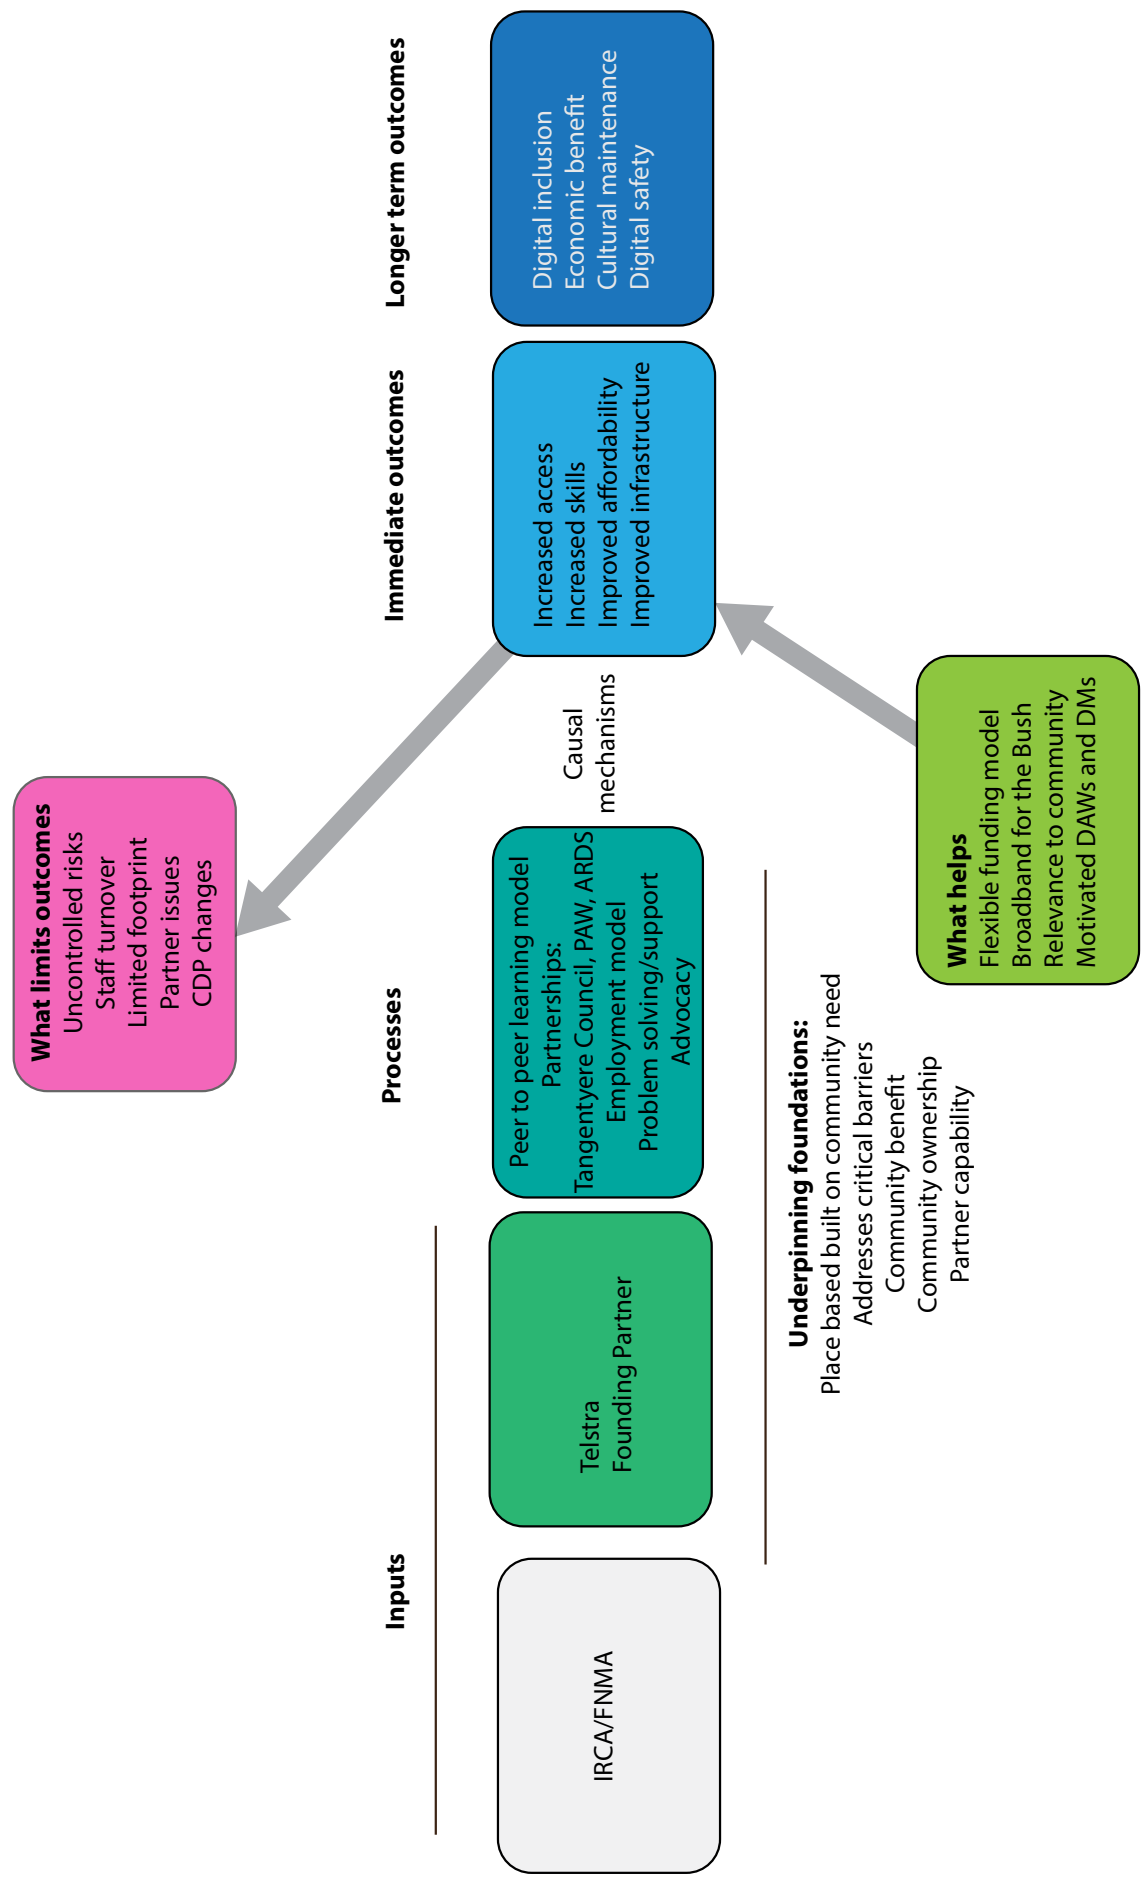 What limits outcomes
Uncontrolled risks
Staff turnover
Limited footprint
Partner issues
CDP changes
Inputs
Processes
Immediate outcomes
Longer term outcomes
IRCA/FNMA
Telstra
Founding Partner
Peer to peer learning model
Partnerships:
Tangentyere Council, PAW, ARDS
Employment model
Problem solving/support
Advocacy
Causal
mechanisms
Increased access
Increased skills
Improved affordability
Improved infrastructure
Digital inclusion
Economic benefit
Cultural maintenance
Digital safety
Underpinning foundations:
Place based built on community need
Addresses critical barriers
Community benefit
Community ownership
Partner capability
What helps
Flexible funding model
Broadband for the Bush
Relevance to community
Motivated DAWs and DMs